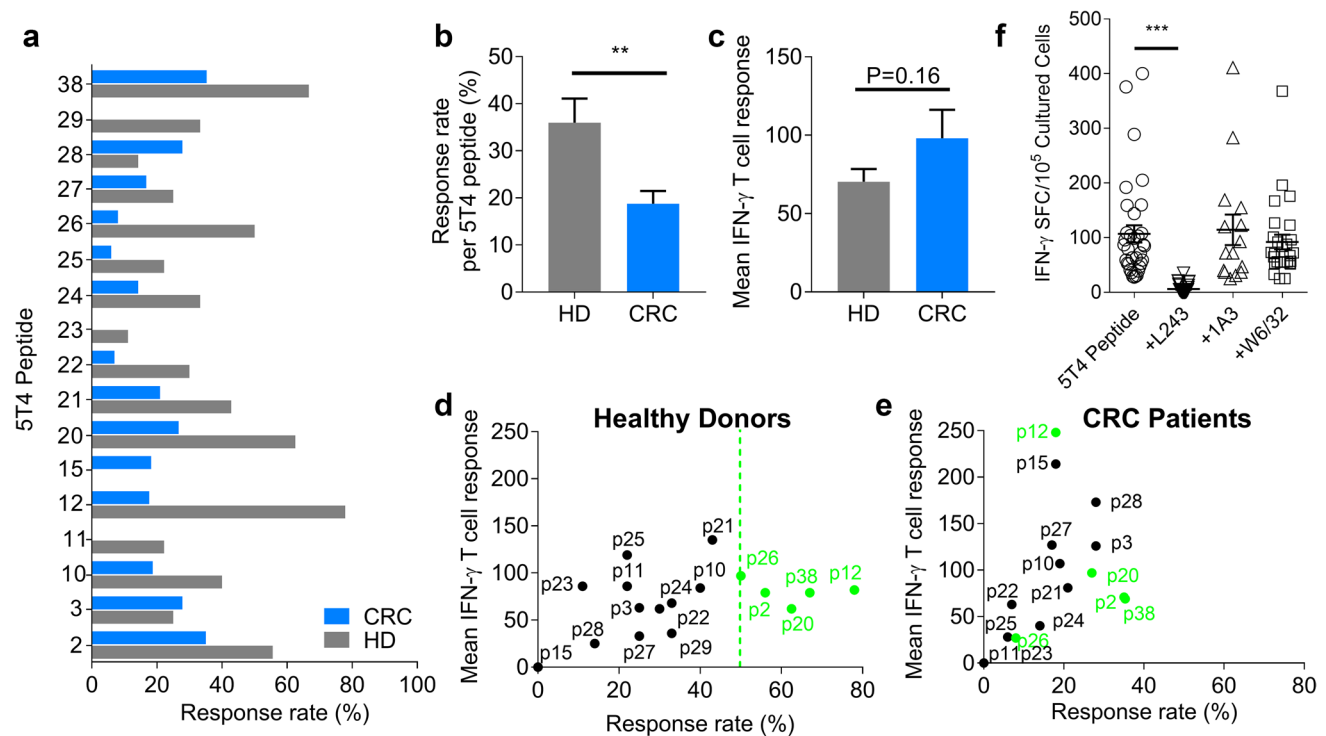 a
5T4 Peptide
38
29
28
27
26
25
24
23
22
21
20
15
12
11
10
3
2
CRC
HD
0 20 40 60 80 100
Response rate (%)
b
Response rate
per 5T4 peptide (%)
50
40
30
20
10
0
**
HD CRC
c
Mean IFN-γ T cell response
150
100
50
0
P=0.16
HD CRC
f
IFN-γ SFC/10⁵ Cultured Cells
500
400
300
200
100
0
***
5T4 Peptide
+L243
+1A3
+W6/32
d
Healthy Donors
Mean IFN-γ T cell response
250
200
150
100
50
0
p21
p25
p26
p11
p10
p38
p12
p23
p24
p3
p2
p22
p20
p28
p15
p27
p29
0 20 40 60 80
Response rate (%)
e
CRC Patients
Mean IFN-γ T cell response
250
200
150
100
50
0
p12
p15
p28
p27
p3
p10
p20
p22
p21
p2
p38
p25
p24
p26
p11
p23
0 20 40 60 80
Response rate (%)